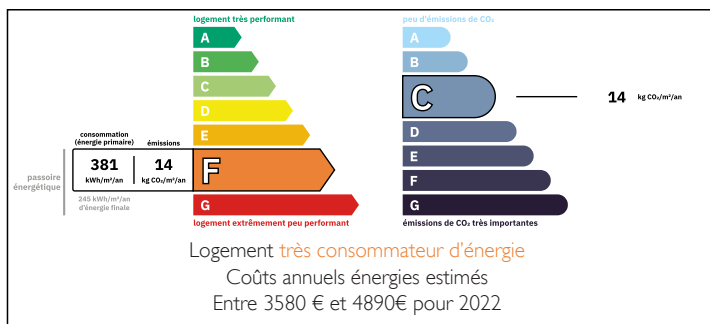 logement très performant
A
B
C
D
E
consommation
(énergie primaire)
émissions
381
kWh/m²/an
14
kg CO₂/m²/an
F
passoire
énergétique
245 kWh/m²/an
d'énergie finale
G
logement extrêmement peu performant
peu d'émissions de CO₂
A
B
C
14 kg CO₂/m²/an
D
E
F
G
émissions de CO₂ très importantes
Logement très consommateur d'énergie
Coûts annuels énergies estimés
Entre 3580 € et 4890€ pour 2022